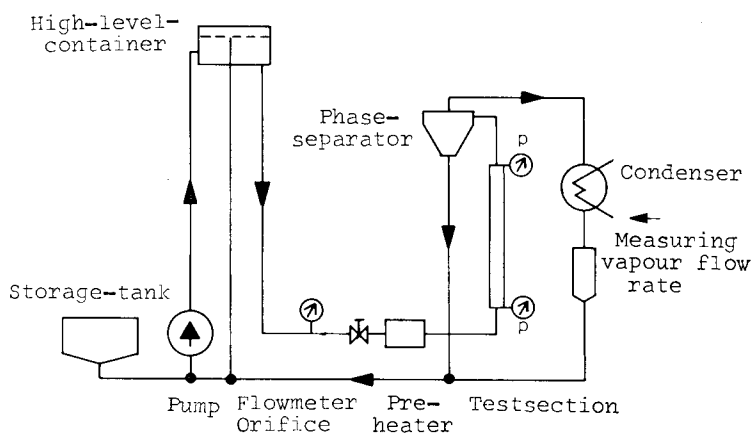 High-level-
container
Phase-
separator
p
Condenser
Measuring
vapour flow
rate
Storage-tank
p
Pump
Flowmeter
Orifice
Pre-
heater
Testsection